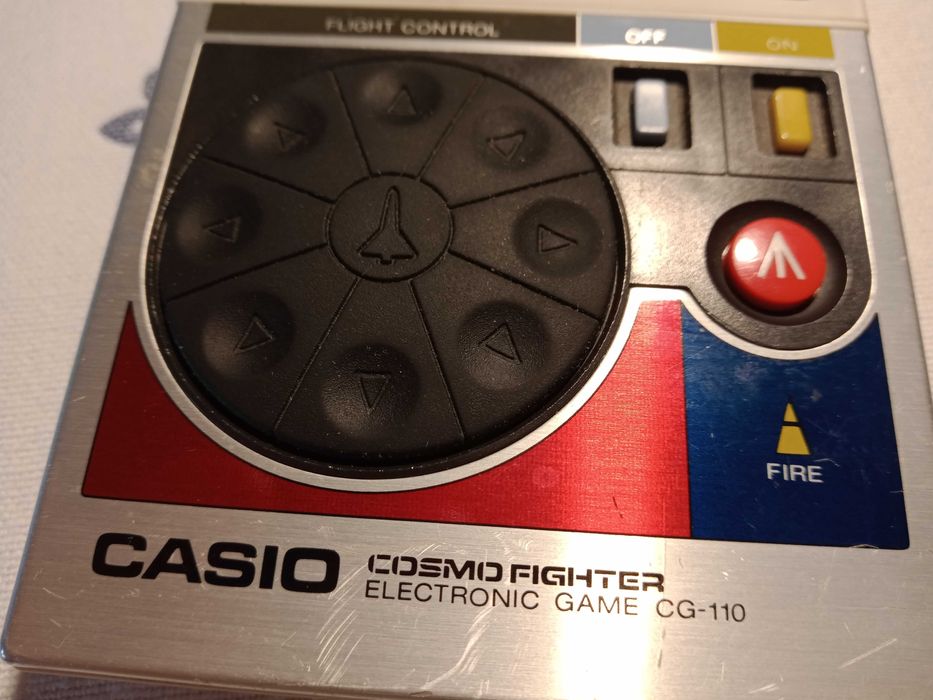 FLIGHT CONTROL OFF ON
FIRE
CASIO COSMO FIGHTER
ELECTRONIC GAME CG-110